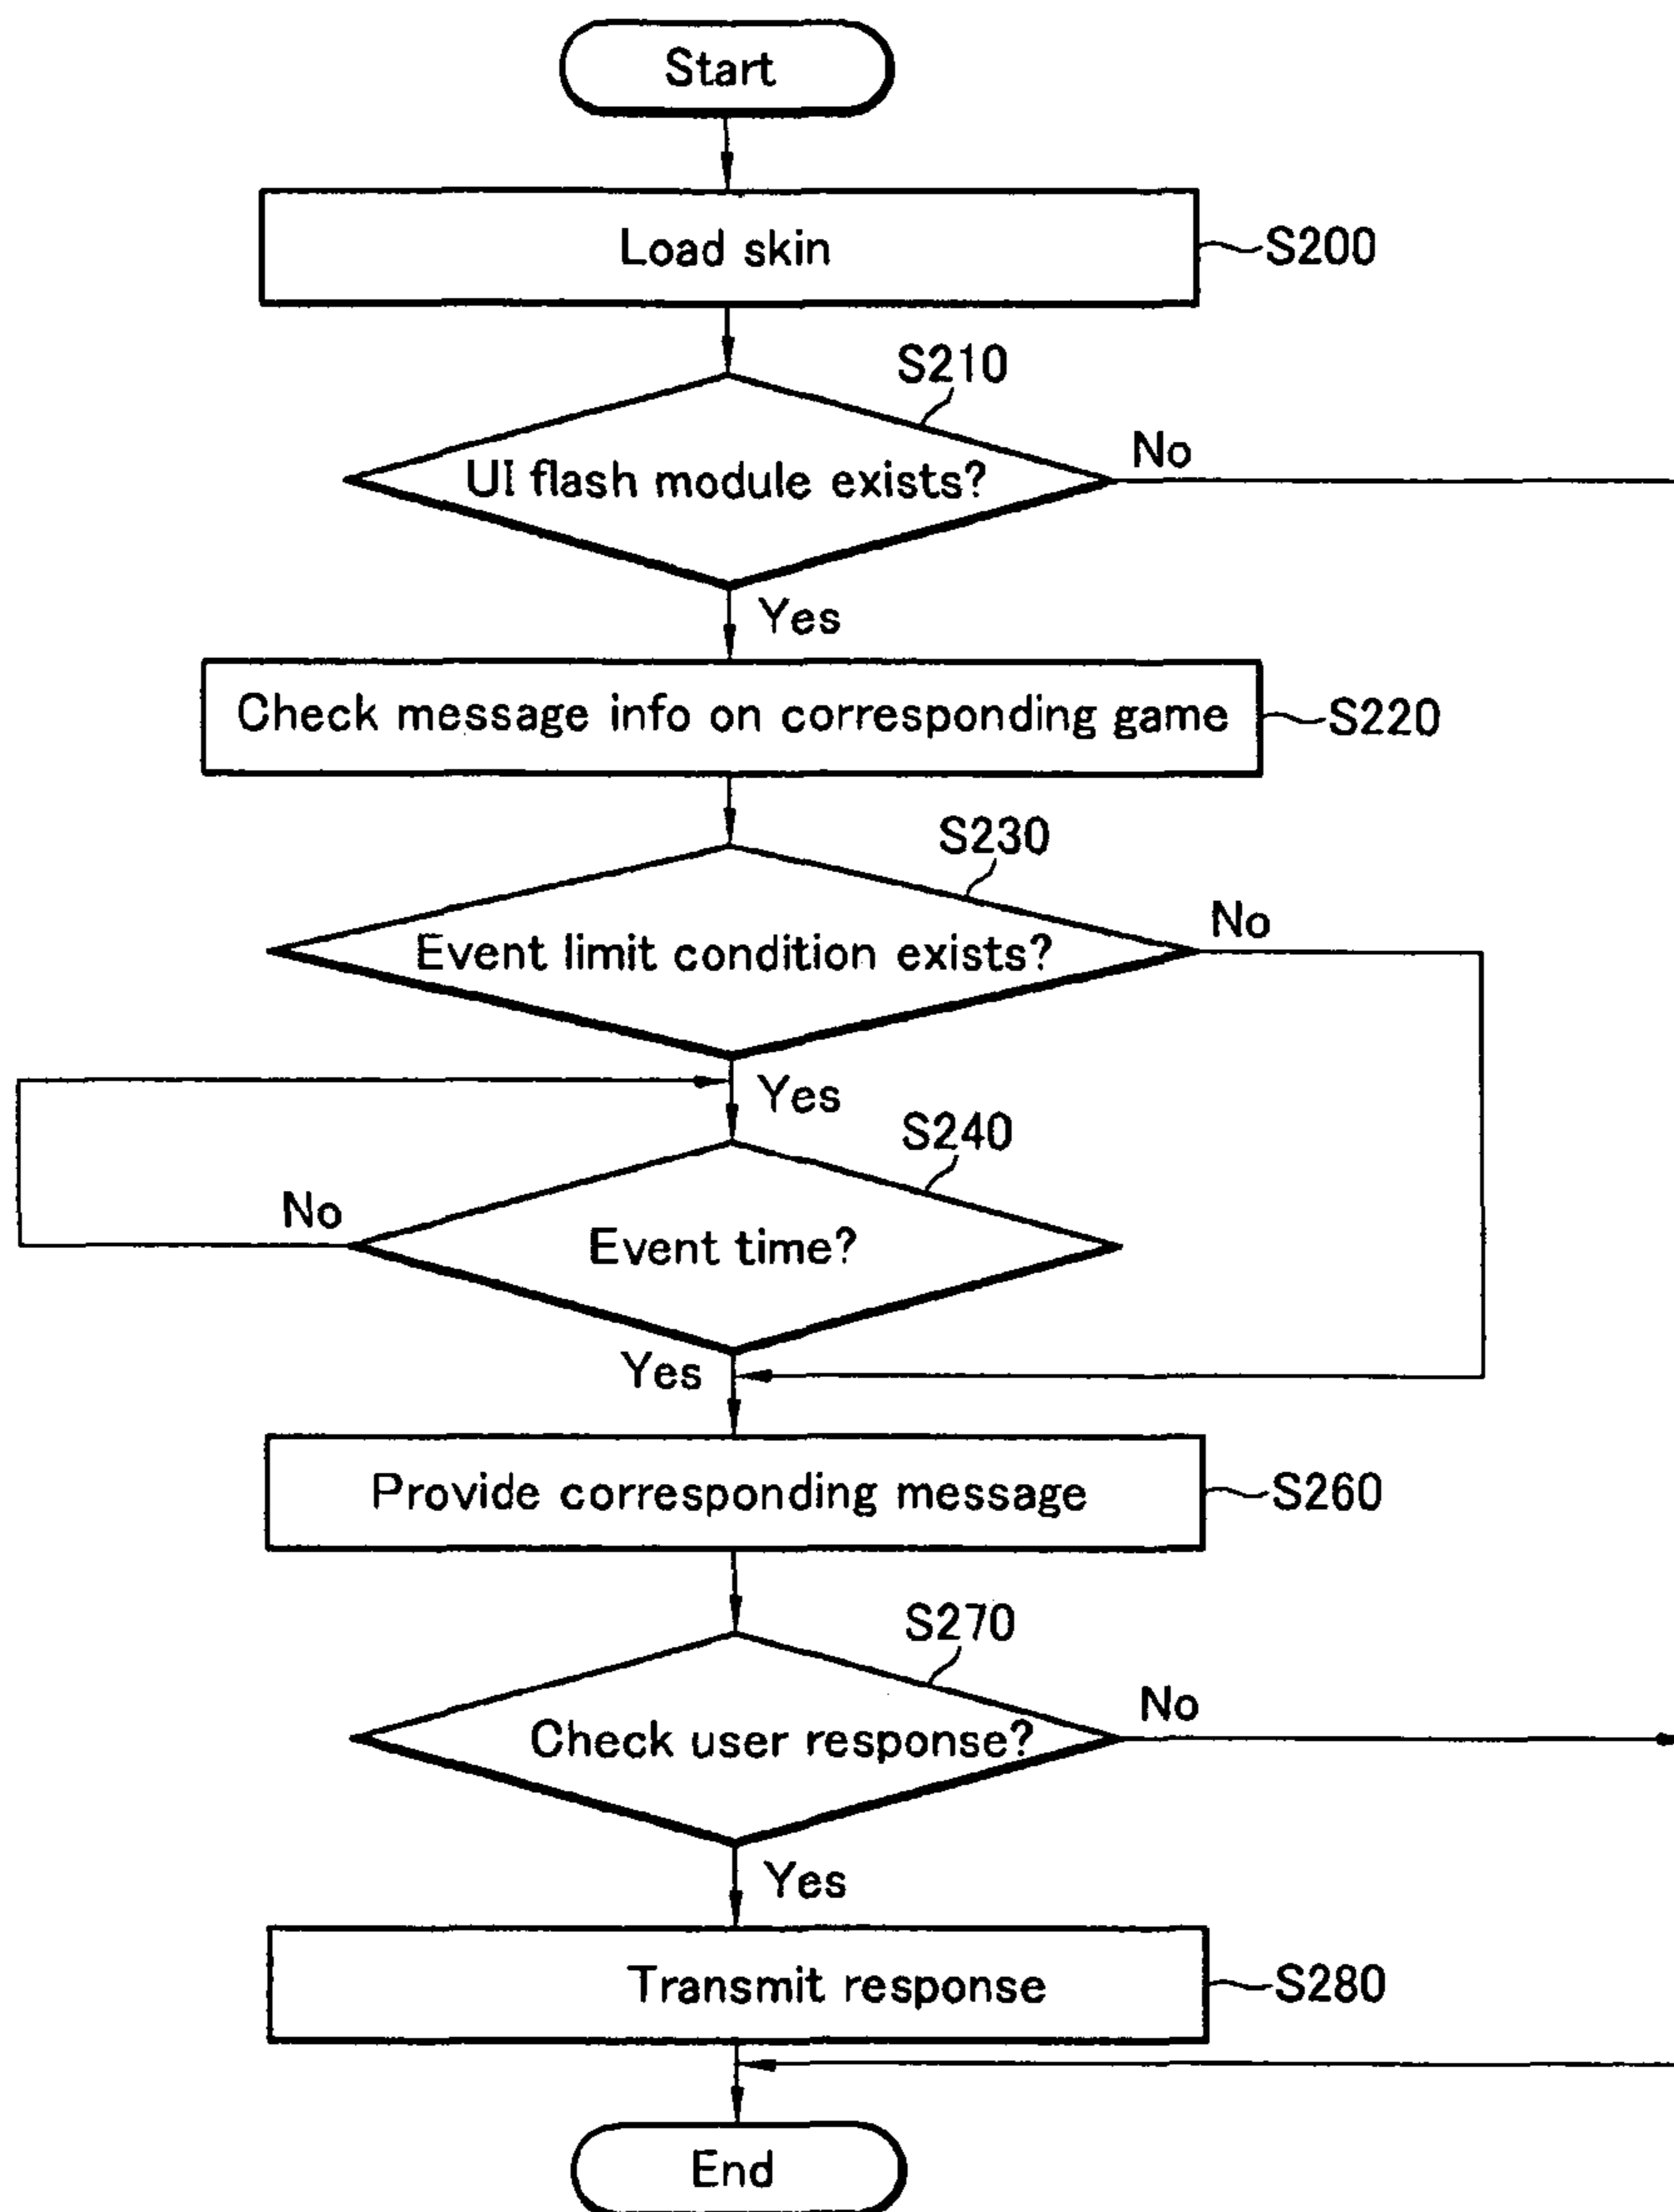 Start
Load skin
S200
S210
UI flash module exists?
No
Yes
Check message info on corresponding game
S220
S230
Event limit condition exists?
No
Yes
S240
No
Event time?
Yes
Provide corresponding message
S260
S270
Check user response?
No
Yes
Transmit response
S280
End